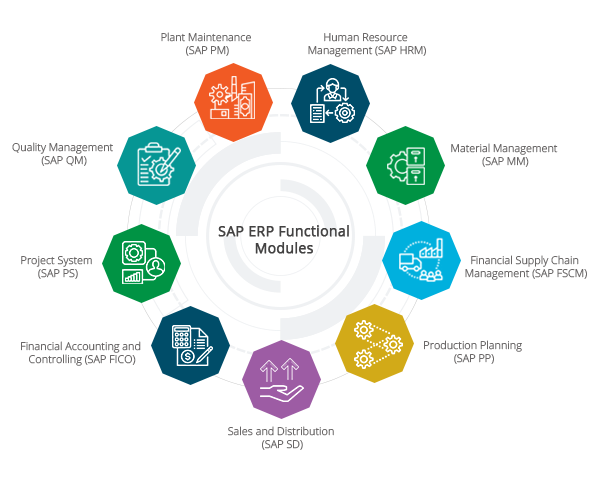 Plant Maintenance
(SAP PM)
Human Resource
Management (SAP HRM)
Quality Management
(SAP QM)
Material Management
(SAP MM)
SAP ERP Functional
Modules
Project System
(SAP PS)
Financial Supply Chain
Management (SAP FSCM)
Financial Accounting and
Controlling (SAP FICO)
Production Planning
(SAP PP)
Sales and Distribution
(SAP SD)